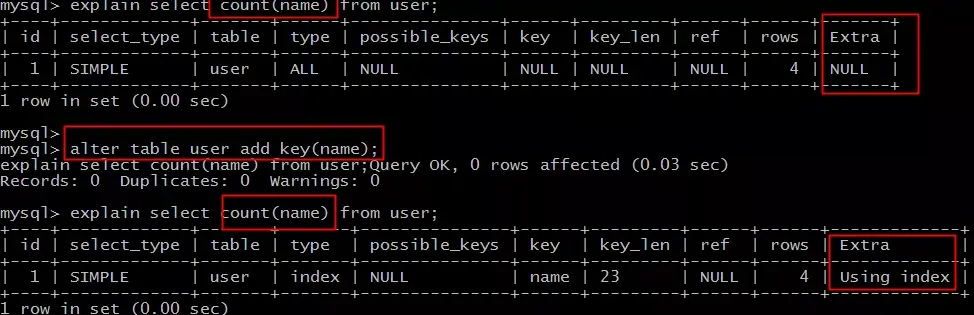 mysql> explain select count(name) from user;
+----+-------------+-------+------+---------------+------+---------+------+------+-------+
| id | select_type | table | type | possible_keys | key | key_len | ref | rows | Extra |
+----+-------------+-------+------+---------------+------+---------+------+------+-------+
| 1 | SIMPLE | user | ALL | NULL | NULL | NULL | NULL | 4 | NULL |
+----+-------------+-------+------+---------------+------+---------+------+------+-------+
1 row in set (0.00 sec)
mysql>
mysql> alter table user add key(name);
explain select count(name) from user;Query OK, 0 rows affected (0.03 sec)
Records: 0 Duplicates: 0 Warnings: 0
mysql> explain select count(name) from user;
+----+-------------+-------+-------+---------------+------+---------+------+------+-------------+
| id | select_type | table | type | possible_keys | key | key_len | ref | rows | Extra |
+----+-------------+-------+-------+---------------+------+---------+------+------+-------------+
| 1 | SIMPLE | user | index | NULL | name | 23 | NULL | 4 | Using index |
+----+-------------+-------+-------+---------------+------+---------+------+------+-------------+
1 row in set (0.00 sec)